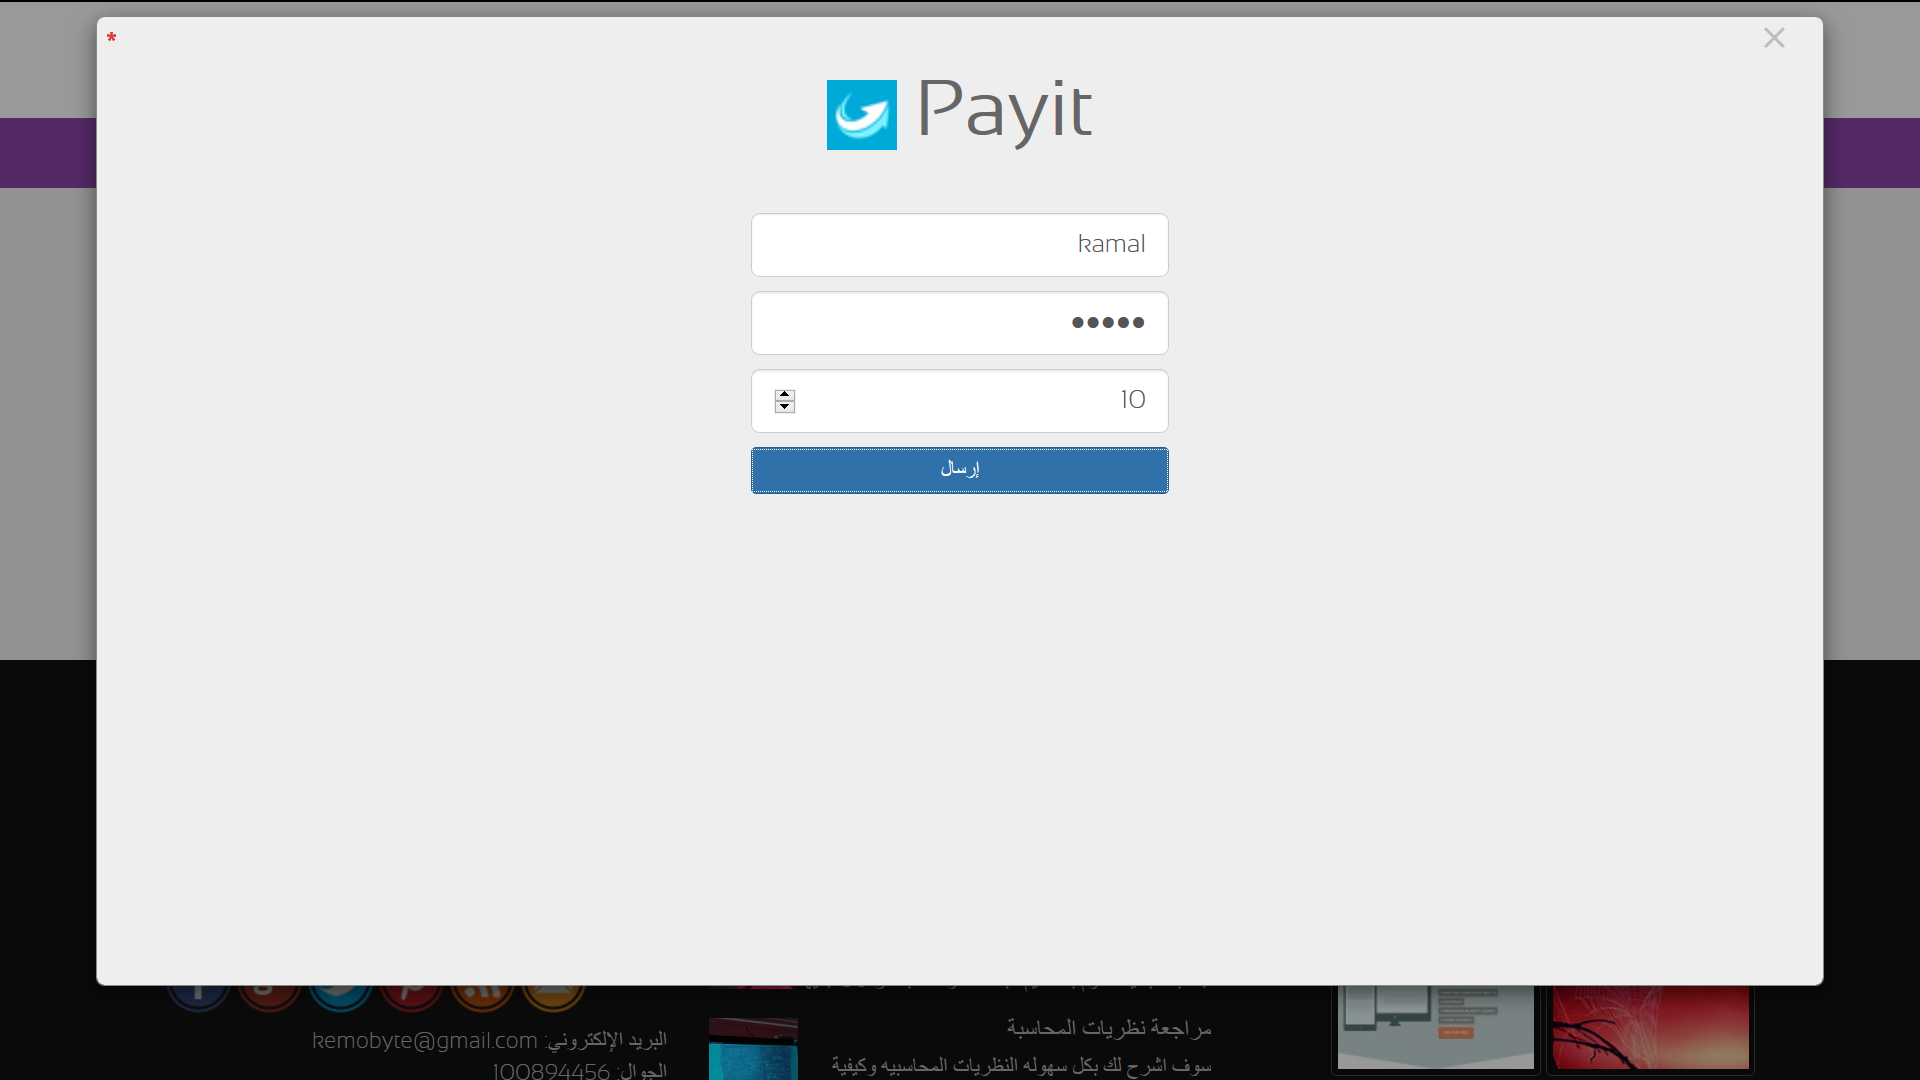 *
Payit
kamal
10
إرسال
البريد الإلكتروني: kemobyte@gmail.com
الجوال: 100894456
مراجعة نظريات المحاسبة
سوف اشرح لك بكل سهوله النظريات المحاسبيه وكيفية